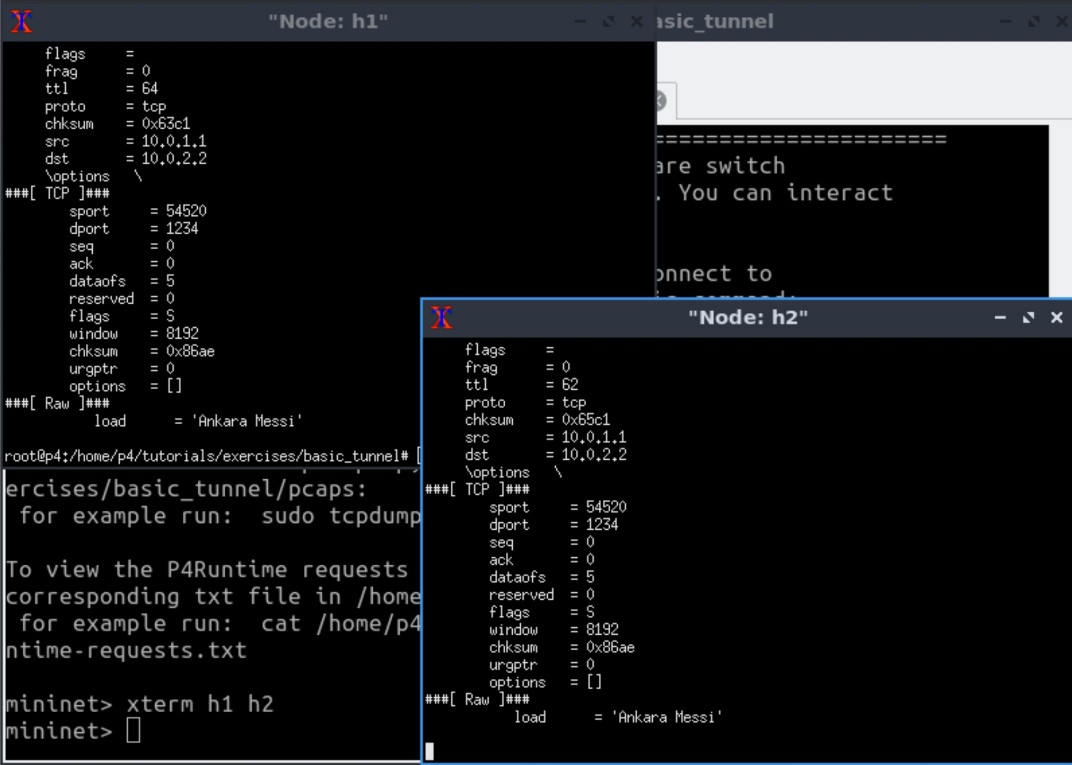 "Node: h1"
flags =
frag = 0
ttl = 64
proto = tcp
chksum = 0x63c1
src = 10.0.1.1
dst = 10.0.2.2
\options \
###[ TCP ]###
sport = 54520
dport = 1234
seq = 0
ack = 0
dataofs = 5
reserved = 0
flags = S
window = 8192
chksum = 0x86ae
urgptr = 0
options = []
###[ Raw ]###
load = 'Ankara Messi'
root@p4:/home/p4/tutorials/exercises/basic_tunnel#
asic_tunnel
======================
are switch
. You can interact
onnect to
"Node: h2"
flags =
frag = 0
ttl = 62
proto = tcp
chksum = 0x65c1
src = 10.0.1.1
dst = 10.0.2.2
\options \
###[ TCP ]###
sport = 54520
dport = 1234
seq = 0
ack = 0
dataofs = 5
reserved = 0
flags = S
window = 8192
chksum = 0x86ae
urgptr = 0
options = []
###[ Raw ]###
load = 'Ankara Messi'
ercises/basic_tunnel/pcaps:
for example run: sudo tcpdump
To view the P4Runtime requests
corresponding txt file in /home
for example run: cat /home/p4
ntime-requests.txt
mininet> xterm h1 h2
mininet>